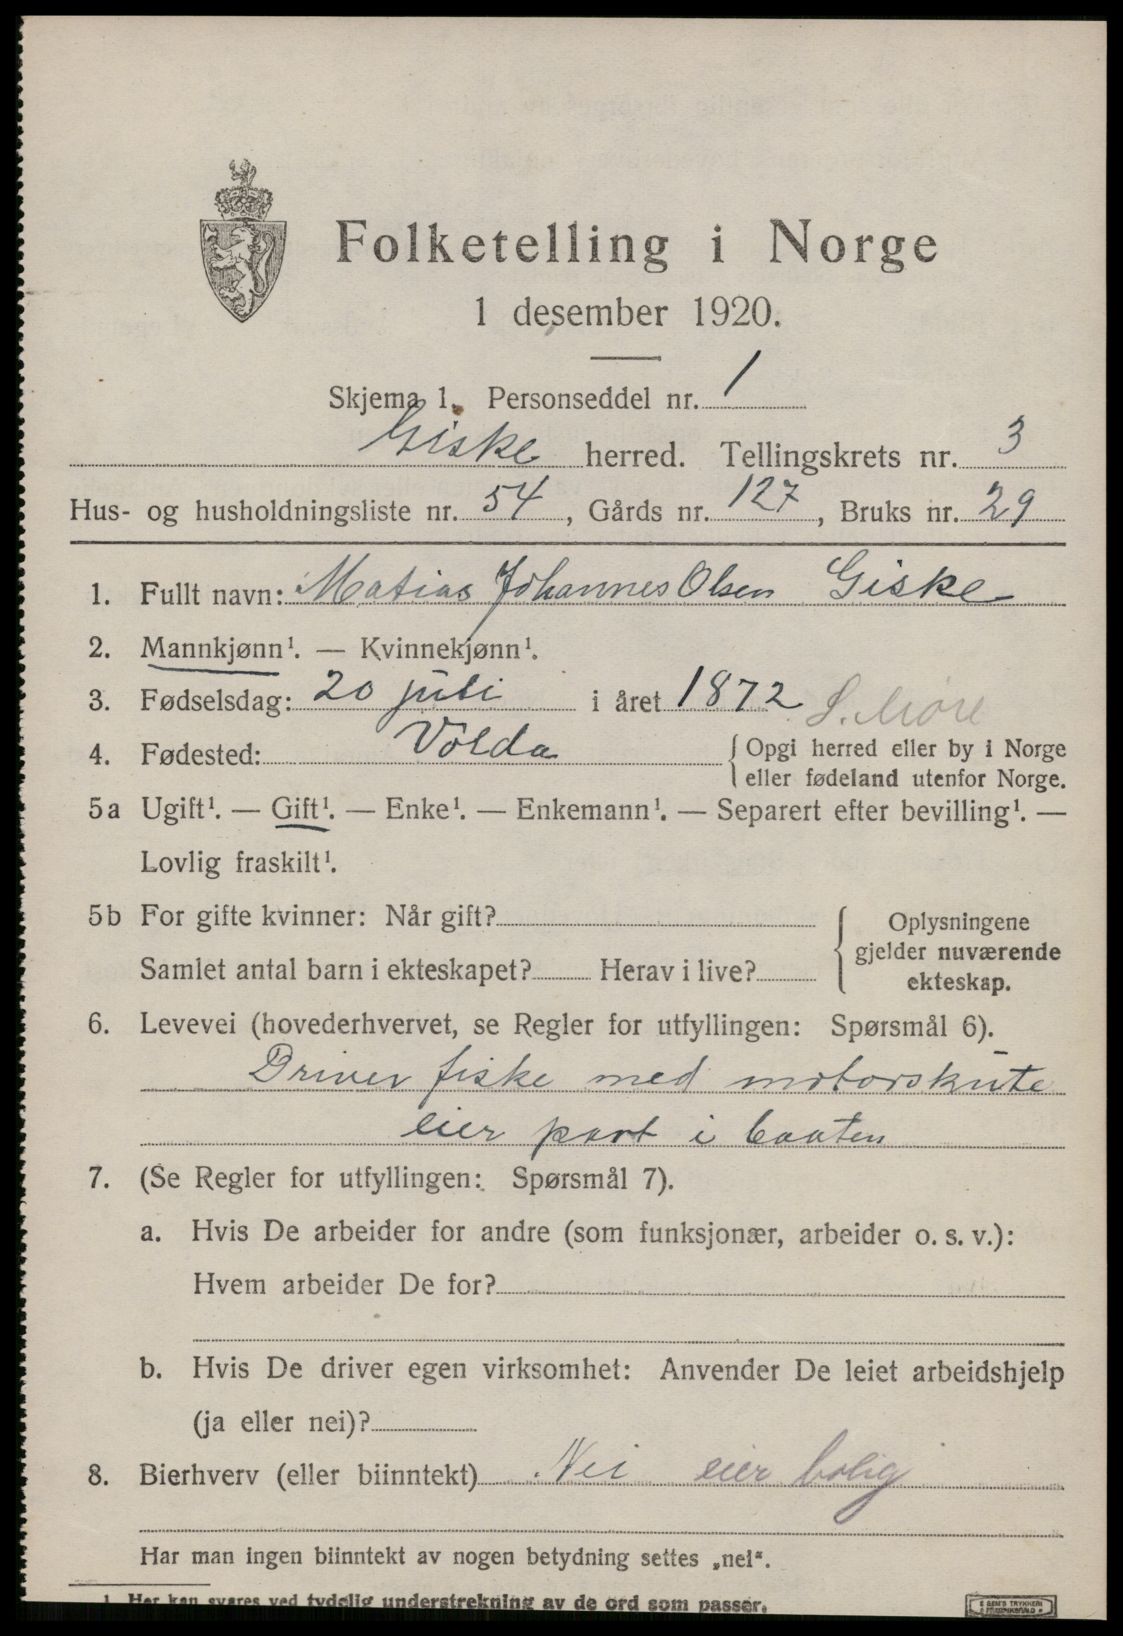 Folketelling i Norge
1 desember 1920.
Skjema 1. Personseddel nr. 1
Giske herred. Tellingskrets nr. 3
Hus- og husholdningsliste nr. 54, Gårds nr. 127, Bruks nr. 29
1. Fullt navn: Matias Johannes Olsen Giske
2. Mannkjønn¹. — Kvinnekjønn¹.
3. Fødselsdag: 20 juli i året 1872 S. Møre
4. Fødested: Volda { Opgi herred eller by i Norge
eller fødeland utenfor Norge.
5a Ugift¹. — Gift¹. — Enke¹. — Enkemann¹. — Separert efter bevilling¹. —
Lovlig fraskilt¹.
5b For gifte kvinner: Når gift? { Oplysningene
gjelder nuværende
Samlet antal barn i ekteskapet? Herav i live? ekteskap.
6. Levevei (hovederhvervet, se Regler for utfyllingen: Spørsmål 6).
Driver fiske med motorskute
eier part i baaten
7. (Se Regler for utfyllingen: Spørsmål 7).
a. Hvis De arbeider for andre (som funksjonær, arbeider o. s. v.):
Hvem arbeider De for?
b. Hvis De driver egen virksomhet: Anvender De leiet arbeidshjelp
(ja eller nei)?
8. Bierhverv (eller biinntekt) Nei eier bolig
Har man ingen biinntekt av nogen betydning settes „nei“.
1 Her kan svares ved tydelig understrekning av de ord som passer.